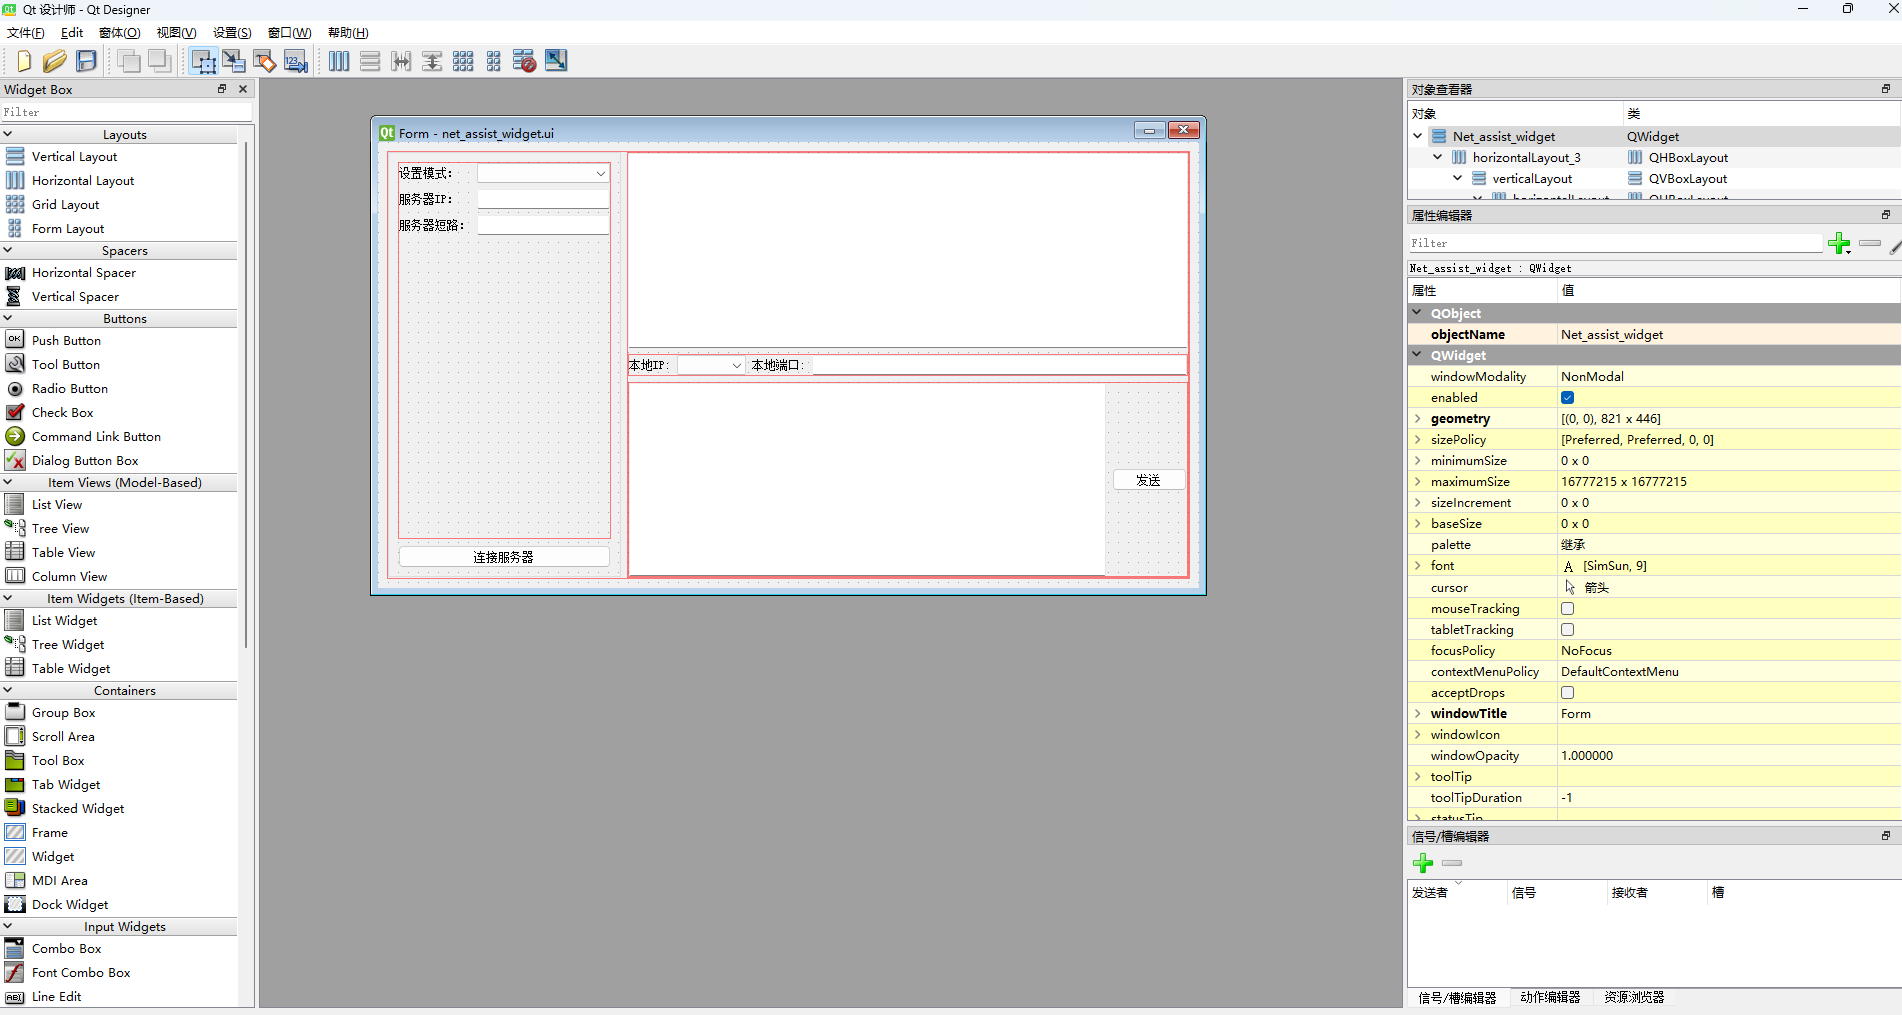 Qt 设计师 - Qt Designer
文件(F) Edit 窗体(O) 视图(V) 设置(S) 窗口(W) 帮助(H)
Widget Box
Filter
Layouts
Vertical Layout
Horizontal Layout
Grid Layout
Form Layout
Spacers
Horizontal Spacer
Vertical Spacer
Buttons
Push Button
Tool Button
Radio Button
Check Box
Command Link Button
Dialog Button Box
Item Views (Model-Based)
List View
Tree View
Table View
Column View
Item Widgets (Item-Based)
List Widget
Tree Widget
Table Widget
Containers
Group Box
Scroll Area
Tool Box
Tab Widget
Stacked Widget
Frame
Widget
MDI Area
Dock Widget
Input Widgets
Combo Box
Font Combo Box
Line Edit
Form - net_assist_widget.ui
设置模式：
服务器IP：
服务器短路：
连接服务器
本地IP： 本地端口：
发送
对象查看器
对象 类
Net_assist_widget QWidget
horizontalLayout_3 QHBoxLayout
verticalLayout QVBoxLayout
horizontalLayout QHBoxLayout
属性编辑器
Filter
Net_assist_widget : QWidget
属性 值
QObject
objectName Net_assist_widget
QWidget
windowModality NonModal
enabled
geometry [(0, 0), 821 x 446]
sizePolicy [Preferred, Preferred, 0, 0]
minimumSize 0 x 0
maximumSize 16777215 x 16777215
sizeIncrement 0 x 0
baseSize 0 x 0
palette 继承
font A [SimSun, 9]
cursor 箭头
mouseTracking
tabletTracking
focusPolicy NoFocus
contextMenuPolicy DefaultContextMenu
acceptDrops
windowTitle Form
windowIcon
windowOpacity 1.000000
toolTip
toolTipDuration -1
statusTip
信号/槽编辑器
发送者 信号 接收者 槽
信号/槽编辑器 动作编辑器 资源浏览器